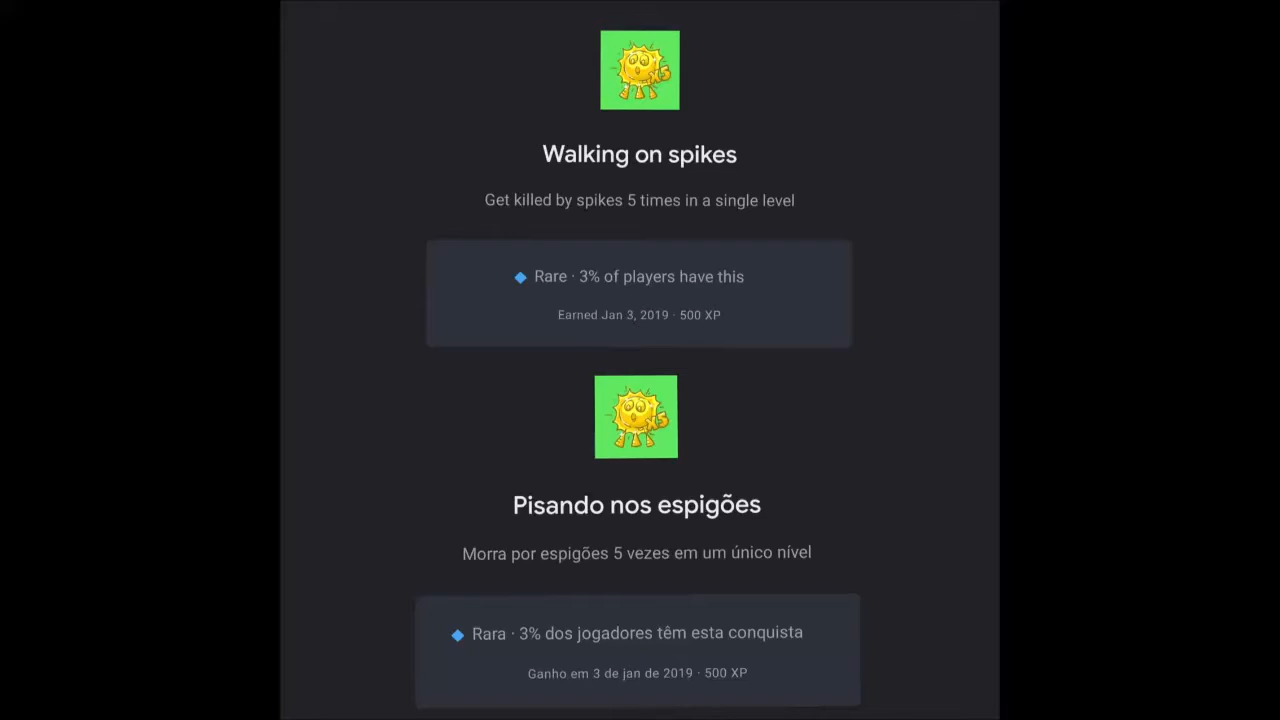 x5
Walking on spikes
Get killed by spikes 5 times in a single level
Rare · 3% of players have this
Earned Jan 3, 2019 · 500 XP
x5
Pisando nos espigões
Morra por espigões 5 vezes em um único nível
Rara · 3% dos jogadores têm esta conquista
Ganho em 3 de jan de 2019 · 500 XP